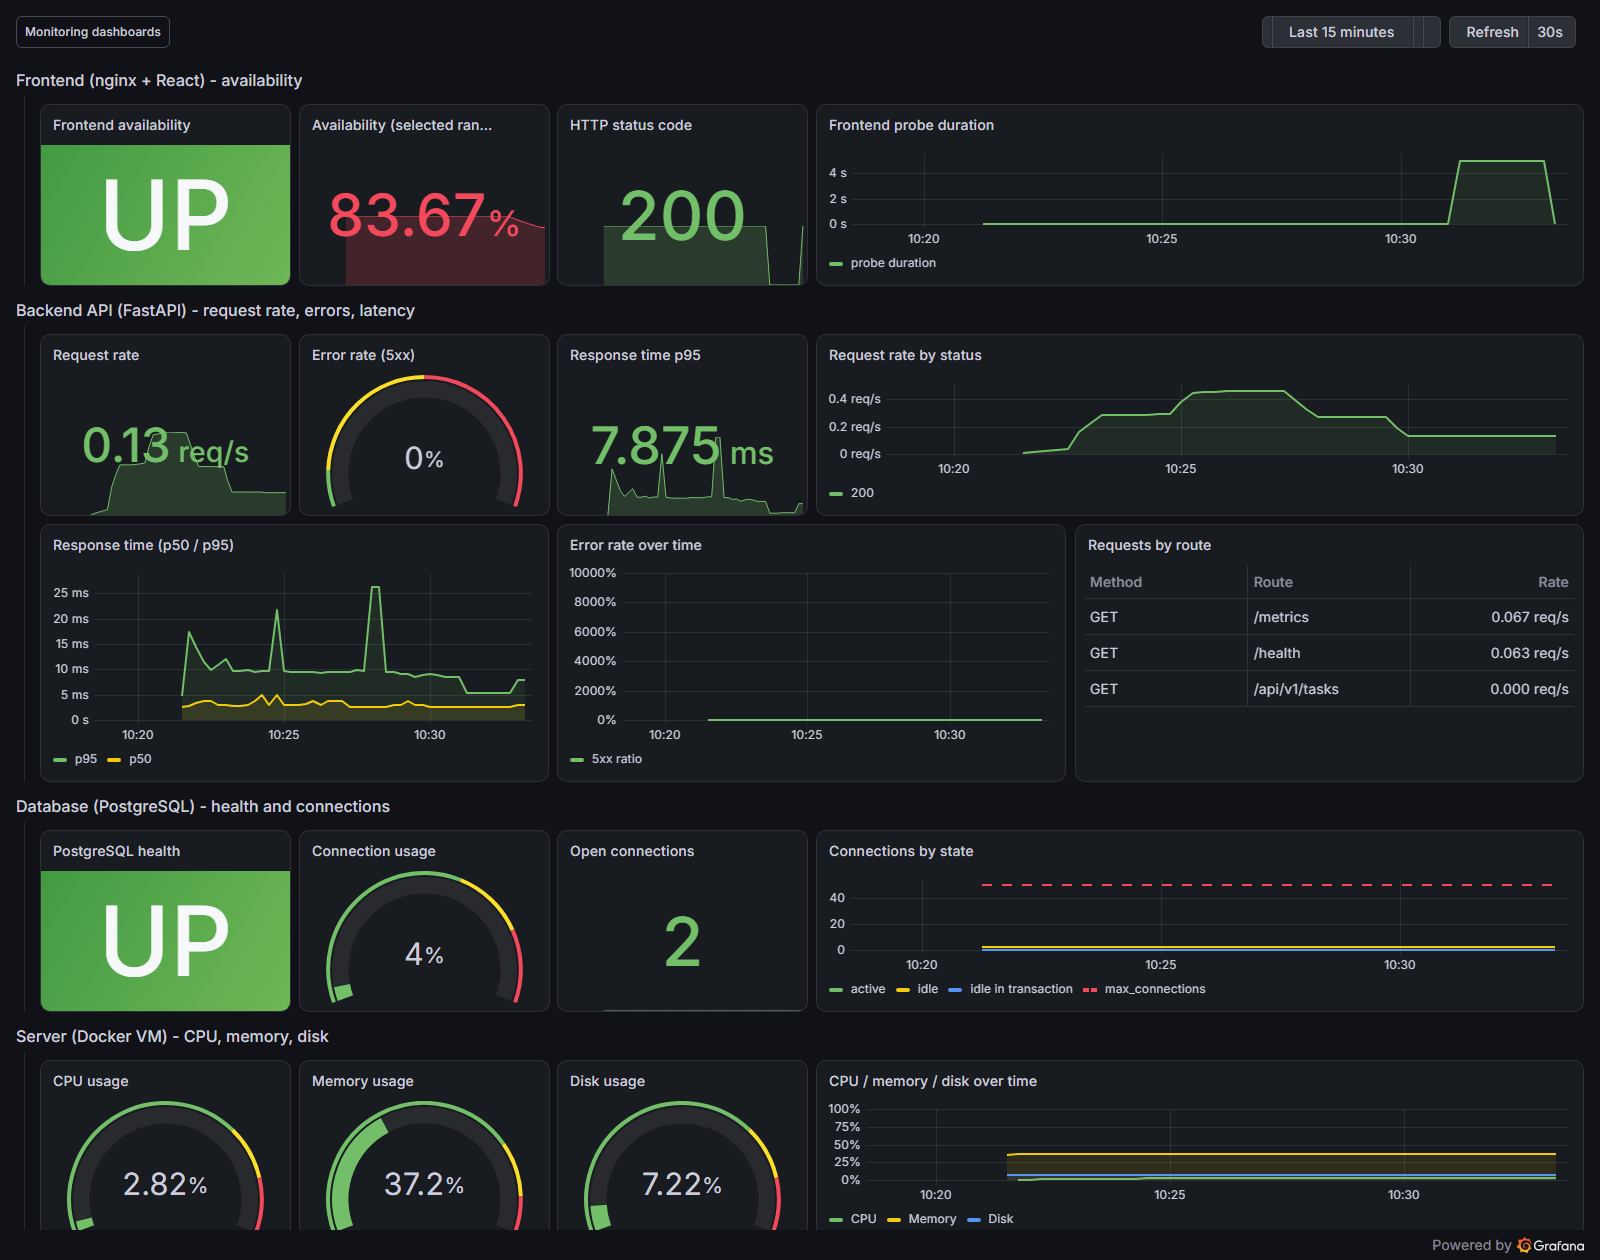 Monitoring dashboards
Last 15 minutes
Refresh 30s
Frontend (nginx + React) - availability
Frontend availability
UP
Availability (selected ran...
83.67%
HTTP status code
200
Frontend probe duration
4 s
2 s
0 s
10:20 10:25 10:30
probe duration
Backend API (FastAPI) - request rate, errors, latency
Request rate
0.13 req/s
Error rate (5xx)
0%
Response time p95
7.875 ms
Request rate by status
0.4 req/s
0.2 req/s
0 req/s
10:20 10:25 10:30
200
Response time (p50 / p95)
25 ms
20 ms
15 ms
10 ms
5 ms
0 s
10:20 10:25 10:30
p95 p50
Error rate over time
10000%
8000%
6000%
4000%
2000%
0%
10:20 10:25 10:30
5xx ratio
Requests by route
Method Route Rate
GET /metrics 0.067 req/s
GET /health 0.063 req/s
GET /api/v1/tasks 0.000 req/s
Database (PostgreSQL) - health and connections
PostgreSQL health
UP
Connection usage
4%
Open connections
2
Connections by state
40
20
0
10:20 10:25 10:30
active idle idle in transaction max_connections
Server (Docker VM) - CPU, memory, disk
CPU usage
2.82%
Memory usage
37.2%
Disk usage
7.22%
CPU / memory / disk over time
100%
75%
50%
25%
0%
10:20 10:25 10:30
CPU Memory Disk
Powered by Grafana